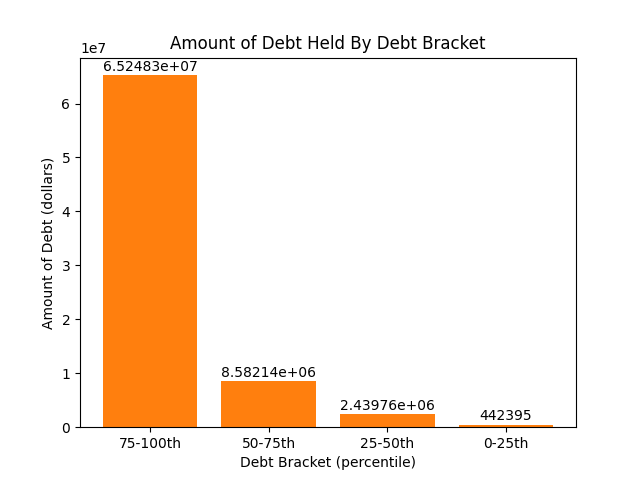 Amount of Debt Held By Debt Bracket
1e7
6.52483e+07
8.58214e+06
2.43976e+06
442395
6
5
4
3
2
1
0
Amount of Debt (dollars)
75-100th
50-75th
25-50th
0-25th
Debt Bracket (percentile)